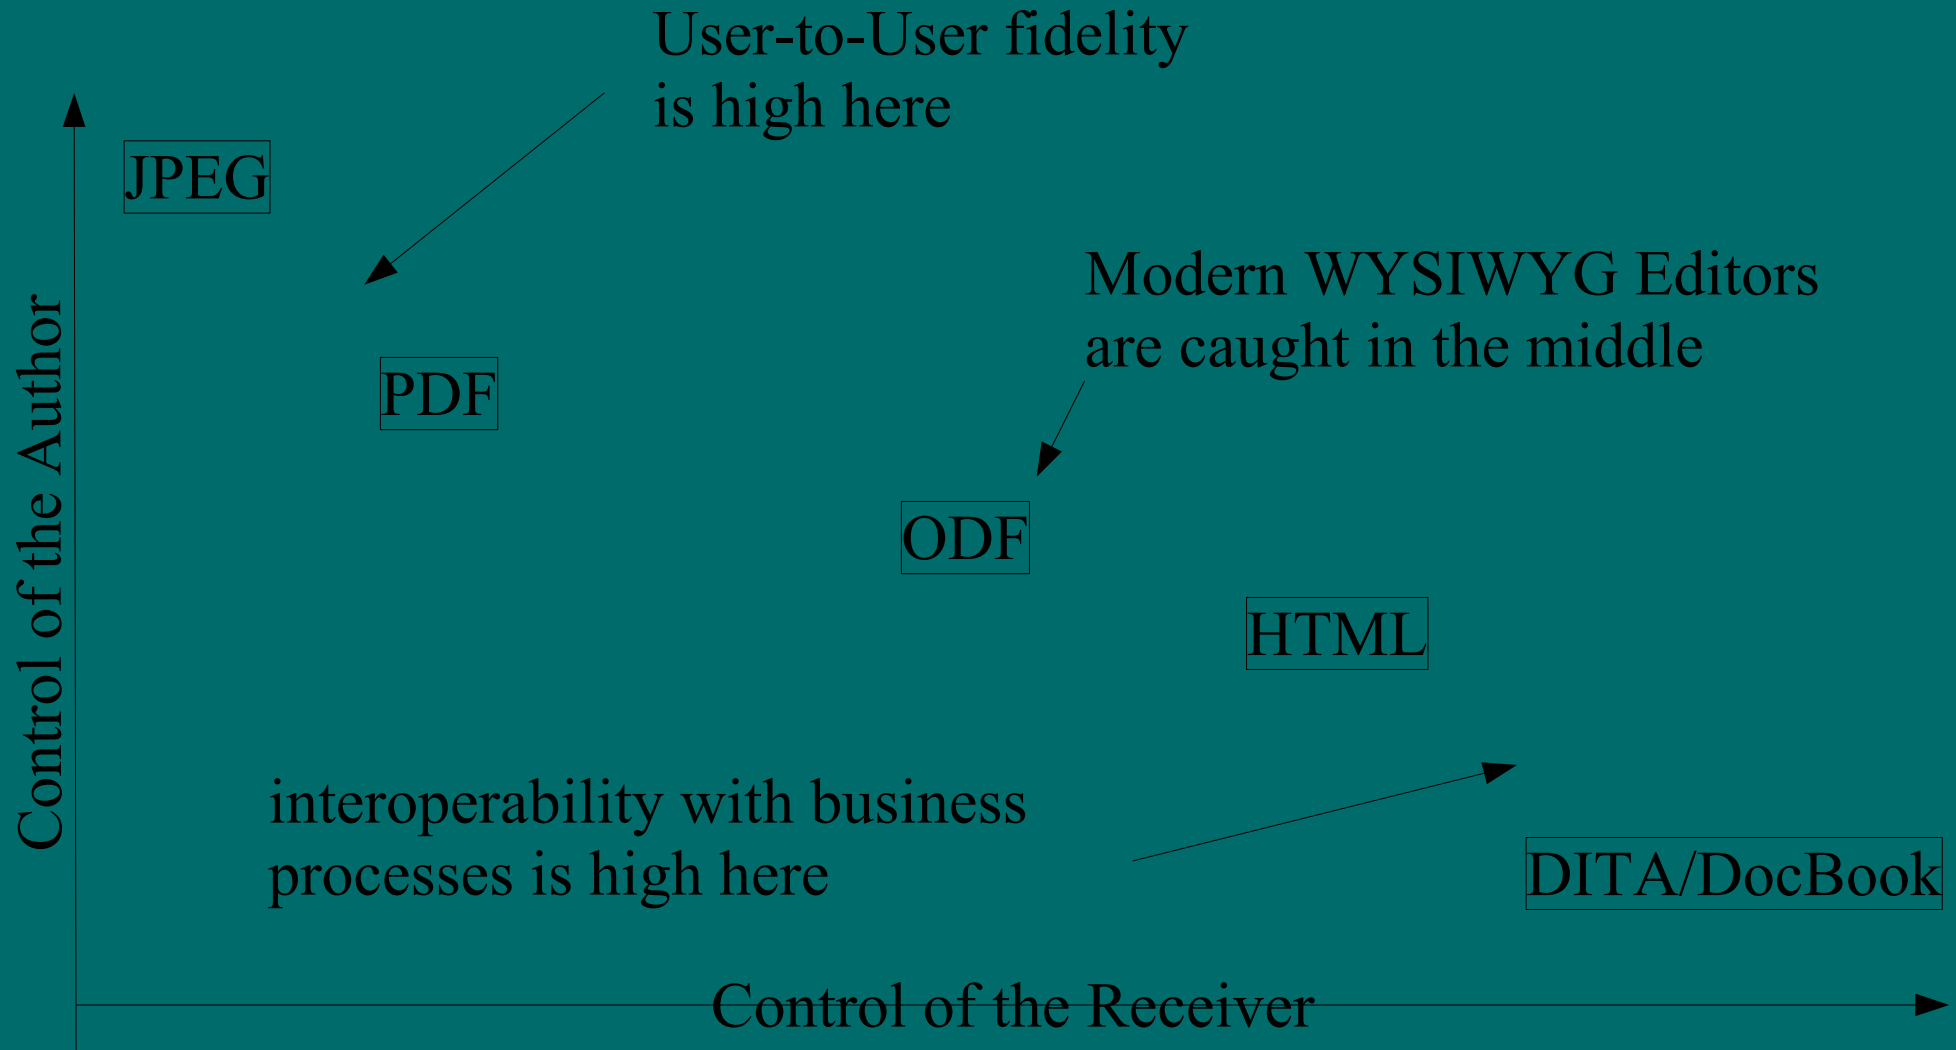 User-to-User fidelity
is high here
JPEG
Modern WYSIWYG Editors
are caught in the middle
PDF
Control of the Author
ODF
HTML
interoperability with business
processes is high here
DITA/DocBook
Control of the Receiver